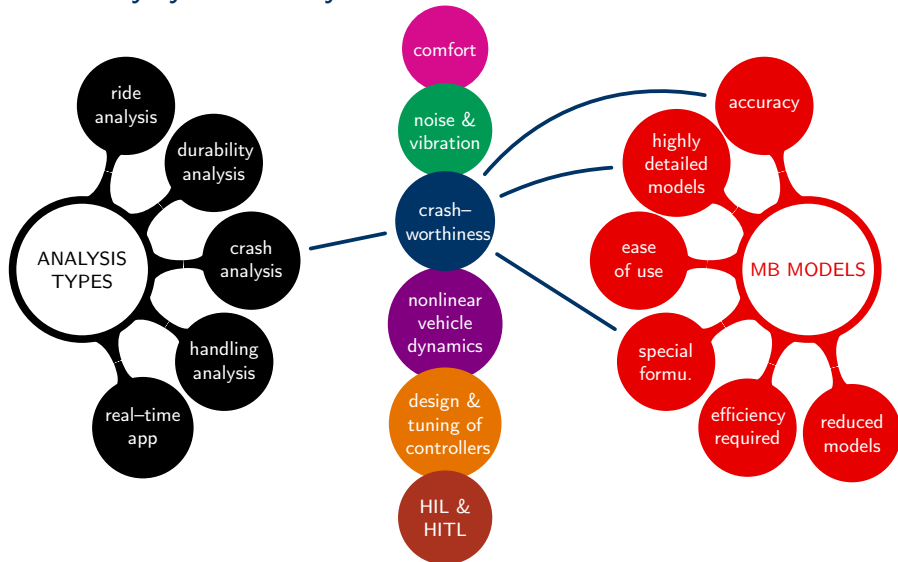 comfort
ride
analysis
accuracy
noise &
vibration
durability
analysis
highly
detailed
models
crash–
worthiness
ANALYSIS
TYPES
crash
analysis
ease
of use
MB MODELS
nonlinear
vehicle
dynamics
handling
analysis
special
formu.
real–time
app
design &
tuning of
controllers
efficiency
required
reduced
models
HIL &
HITL